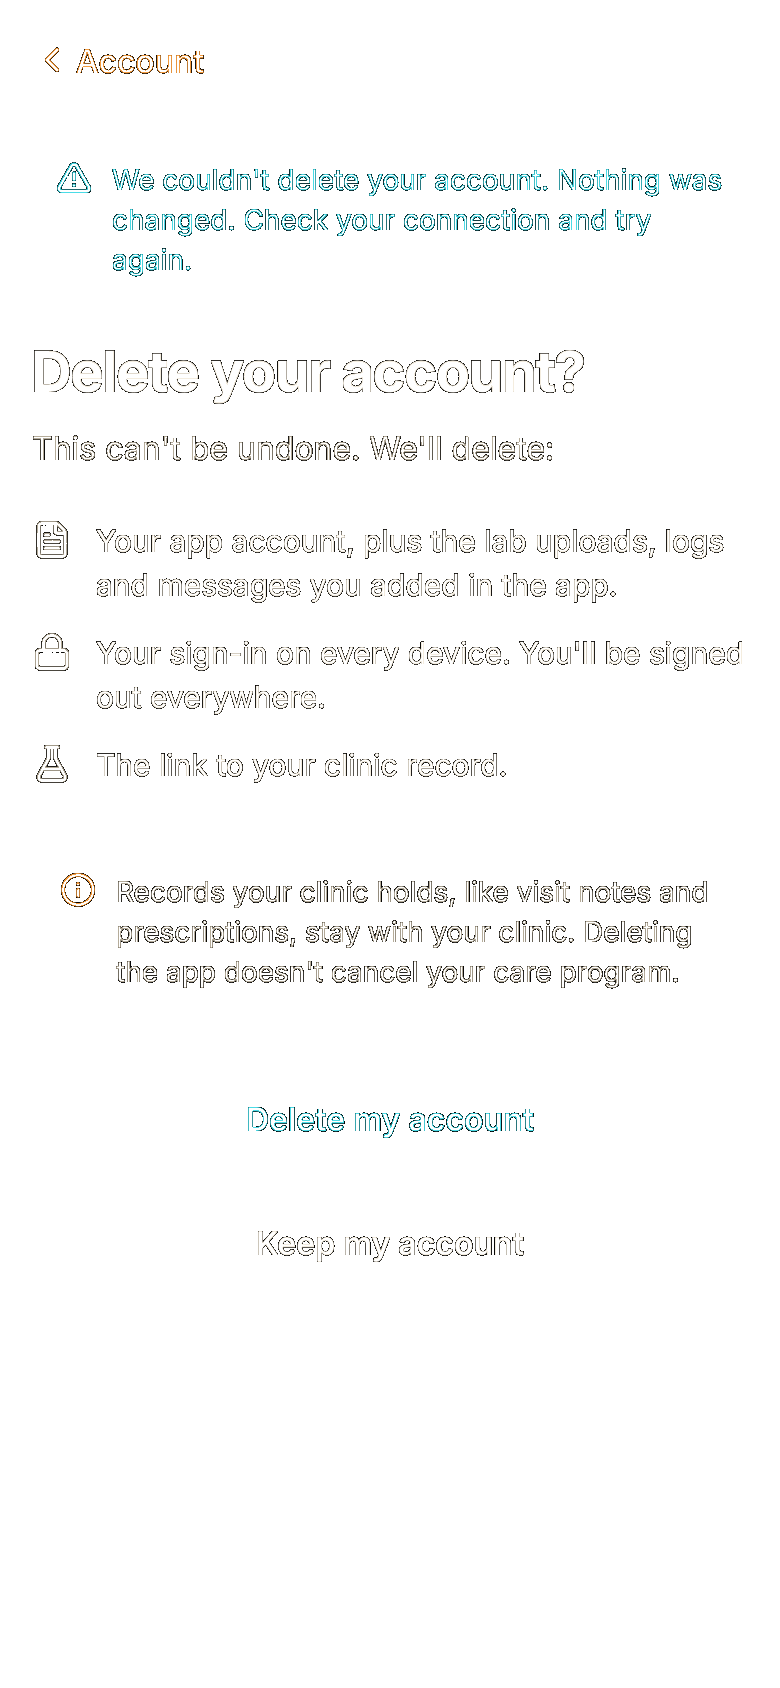 Account
We couldn't delete your account. Nothing was
changed. Check your connection and try
again.
Delete your account?
This can't be undone. We'll delete:
Your app account, plus the lab uploads, logs
and messages you added in the app.
Your sign-in on every device. You'll be signed
out everywhere.
The link to your clinic record.
Records your clinic holds, like visit notes and
prescriptions, stay with your clinic. Deleting
the app doesn't cancel your care program.
Delete my account
Keep my account